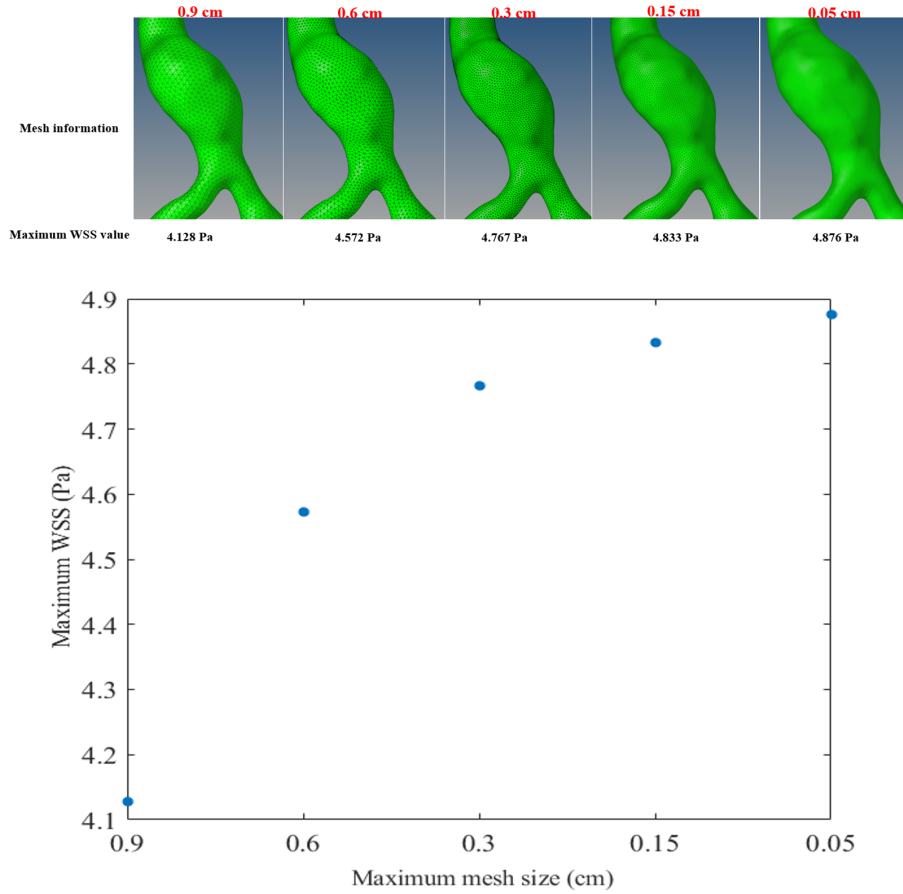 0.9 cm 0.6 cm 0.3 cm 0.15 cm 0.05 cm
Mesh information
Maximum WSS value 4.128 Pa 4.572 Pa 4.767 Pa 4.833 Pa 4.876 Pa
4.9
4.8
4.7
4.6
4.5
4.4
4.3
4.2
4.1
Maximum WSS (Pa)
0.9 0.6 0.3 0.15 0.05
Maximum mesh size (cm)